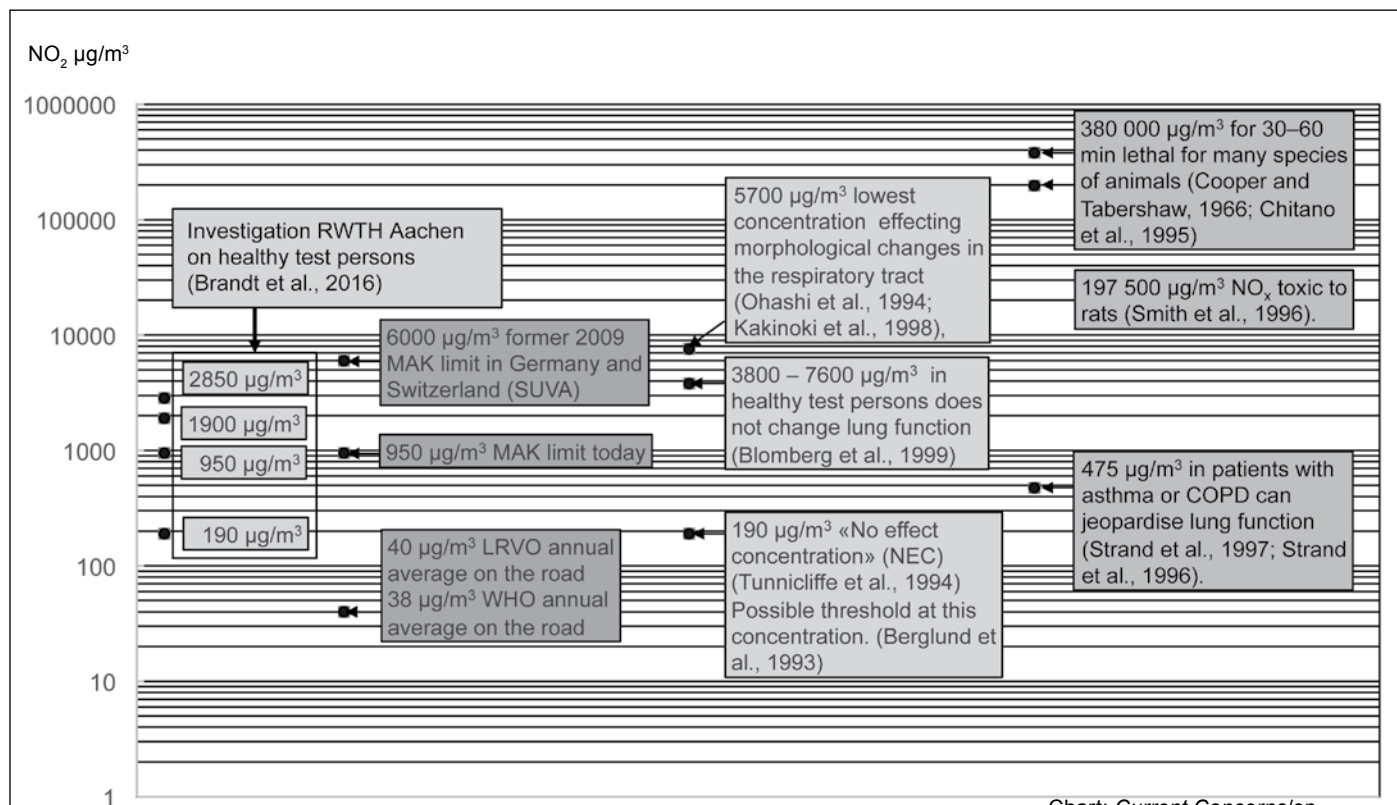 NO₂ µg/m³
1000000
100000
10000
1000
100
10
1
Investigation RWTH Aachen
on healthy test persons
(Brandt et al., 2016)
2850 µg/m³
1900 µg/m³
950 µg/m³
190 µg/m³
6000 µg/m³ former 2009
MAK limit in Germany and
Switzerland (SUVA)
950 µg/m³ MAK limit today
40 µg/m³ LRVO annual
average on the road
38 µg/m³ WHO annual
average on the road
5700 µg/m³ lowest
concentration effecting
morphological changes in
the respiratory tract
(Ohashi et al., 1994;
Kakinoki et al., 1998),
3800 – 7600 µg/m³ in
healthy test persons does
not change lung function
(Blomberg et al., 1999)
190 µg/m³ «No effect
concentration» (NEC)
(Tunnicliffe et al., 1994)
Possible threshold at this
concentration. (Berglund et
al., 1993)
380 000 µg/m³ for 30–60
min lethal for many species
of animals (Cooper and
Tabershaw, 1966; Chitano
et al., 1995)
197 500 µg/m³ NOₓ toxic to
rats (Smith et al., 1996).
475 µg/m³ in patients with
asthma or COPD can
jeopardise lung function
(Strand et al., 1997; Strand
et al., 1996).
Chart: Current Concerns/